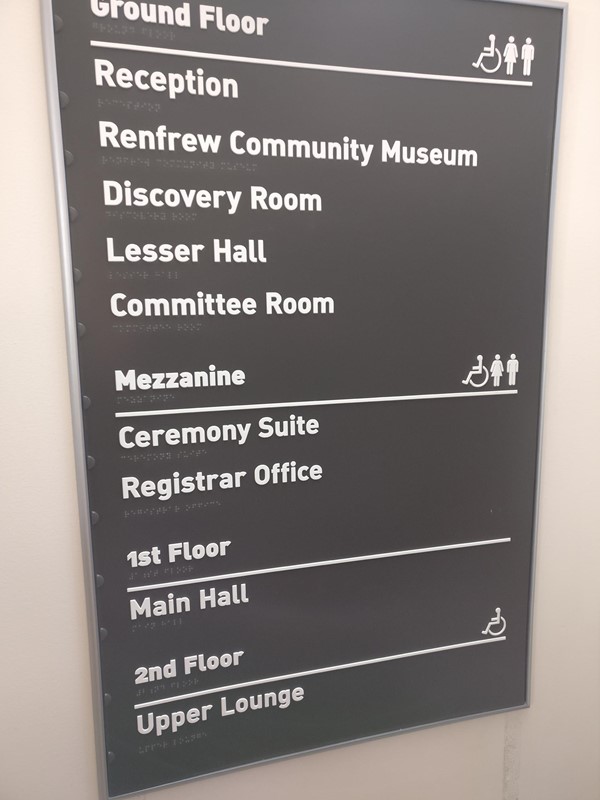 Ground Floor
Reception
Renfrew Community Museum
Discovery Room
Lesser Hall
Committee Room
Mezzanine
Ceremony Suite
Registrar Office
1st Floor
Main Hall
2nd Floor
Upper Lounge